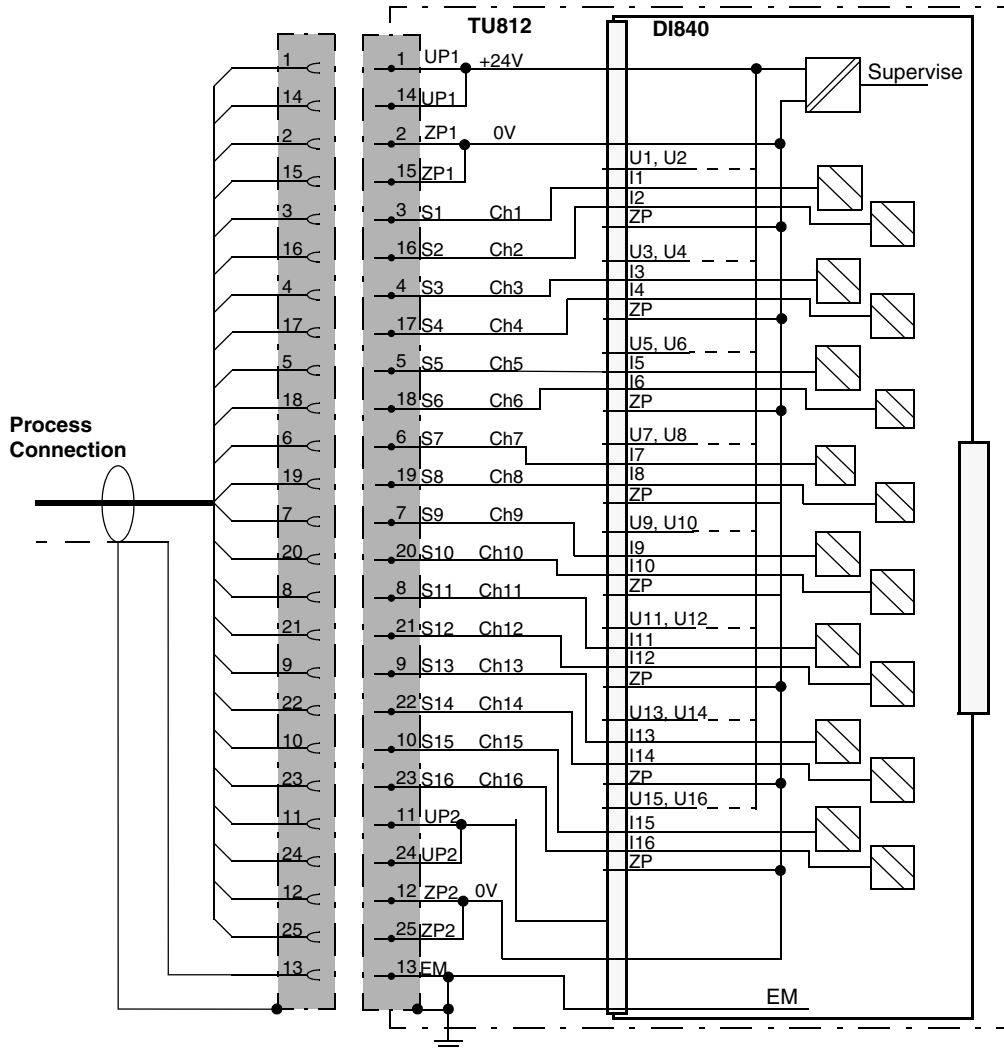 TU812
DI840
1 1 UP1 +24V
Supervise
14 14 UP1
2 2 ZP1 0V
15 15 ZP1
U1, U2
I1
I2
3 3 S1 Ch1
ZP
16 16 S2 Ch2
U3, U4
I3
4 4 S3 Ch3
I4
ZP
17 17 S4 Ch4
U5, U6
5 5 S5 Ch5
I5
I6
18 18 S6 Ch6
ZP
Process
Connection
6 6 S7 Ch7
U7, U8
I7
19 19 S8 Ch8
I8
ZP
7 7 S9 Ch9
U9, U10
I9
20 20 S10 Ch10
I10
ZP
8 8 S11 Ch11
U11, U12
21 21 S12 Ch12
I11
I12
9 9 S13 Ch13
ZP
22 22 S14 Ch14
U13, U14
I13
10 10 S15 Ch15
I14
ZP
23 23 S16 Ch16
U15, U16
11 11 UP2
I15
I16
24 24 UP2
ZP
12 12 ZP2 0V
25 25 ZP2
13 13 EM
EM